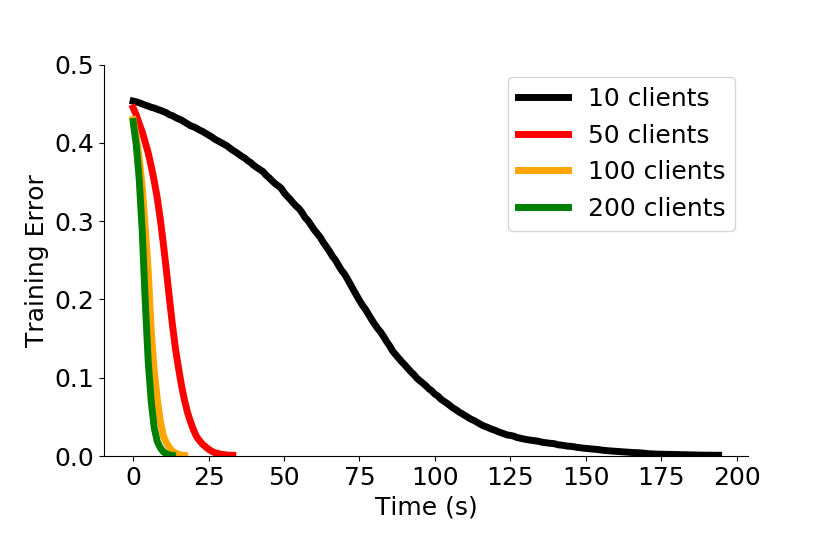 0.5
0.4
0.3
0.2
0.1
0.0
Training Error
10 clients
50 clients
100 clients
200 clients
0 25 50 75 100 125 150 175 200
Time (s)